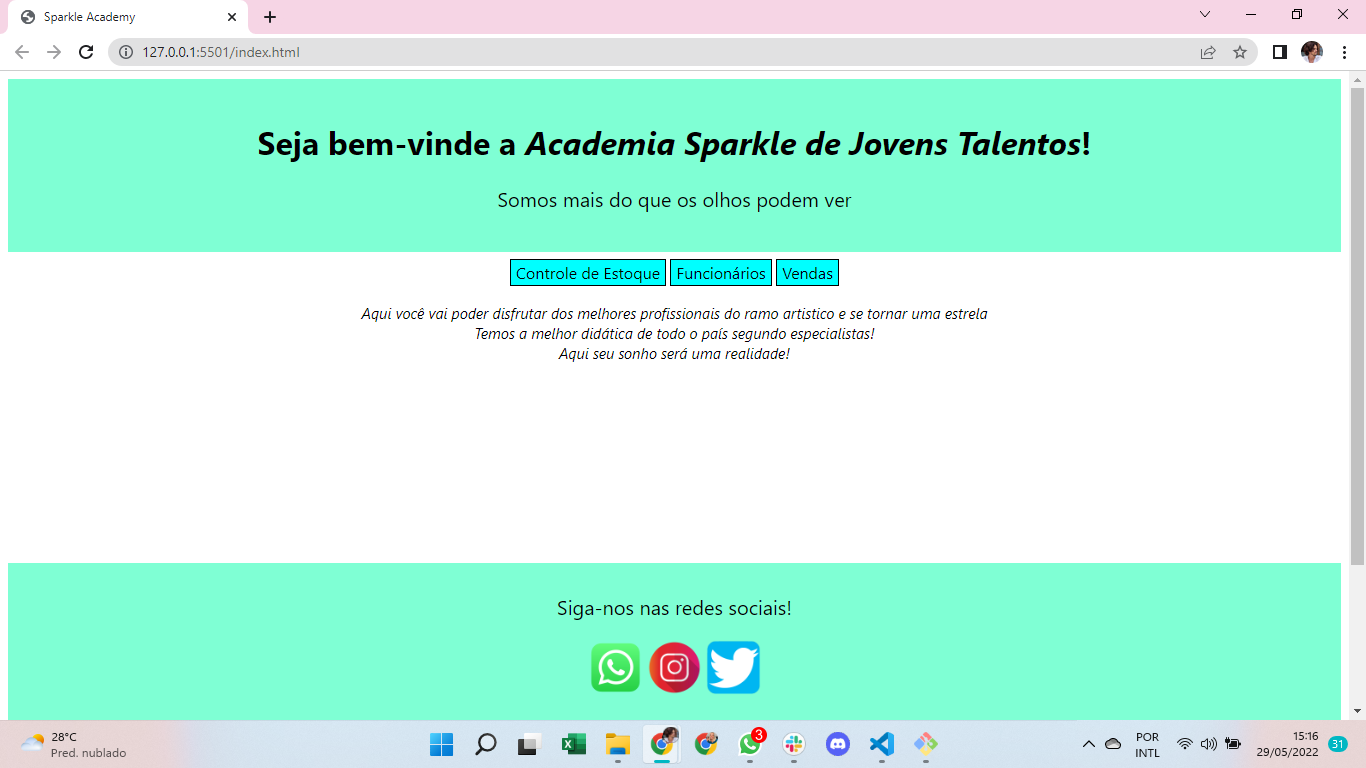 Sparkle Academy
127.0.0.1:5501/index.html
Seja bem-vinde a Academia Sparkle de Jovens Talentos!
Somos mais do que os olhos podem ver
Controle de Estoque Funcionários Vendas
Aqui você vai poder disfrutar dos melhores profissionais do ramo artistico e se tornar uma estrela
Temos a melhor didática de todo o país segundo especialistas!
Aqui seu sonho será uma realidade!
Siga-nos nas redes sociais!
28°C
Pred. nublado
3
POR
INTL
15:16
29/05/2022
31